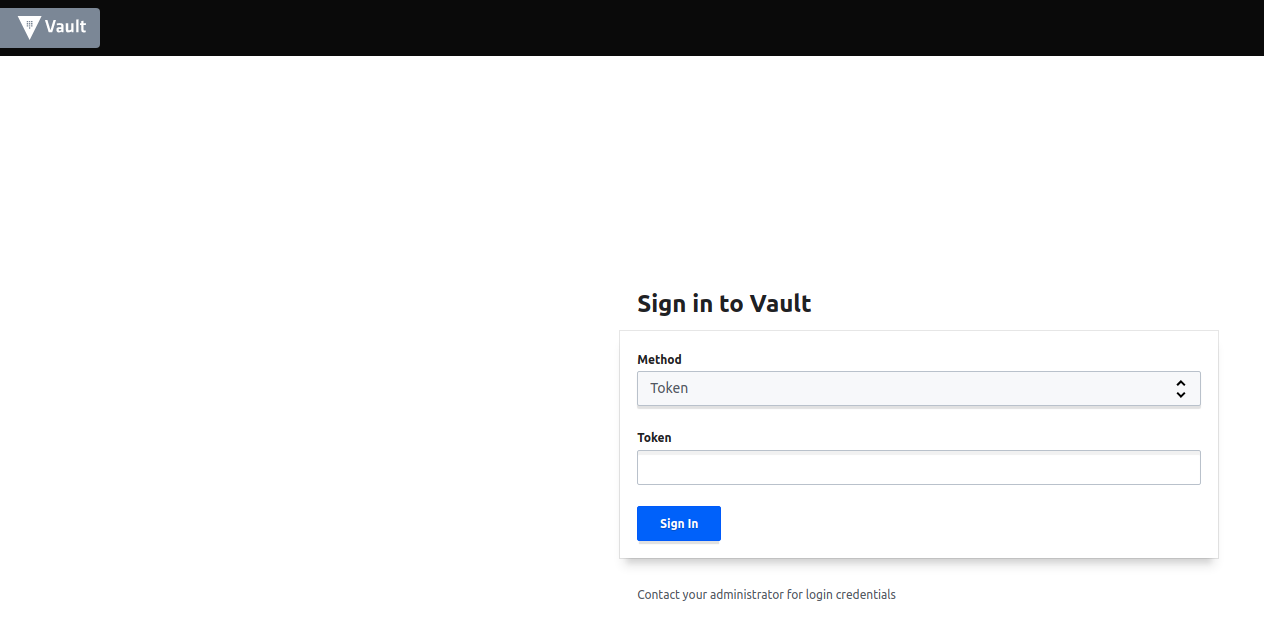 Vault
Sign in to Vault
Method
Token
Token
Sign In
Contact your administrator for login credentials